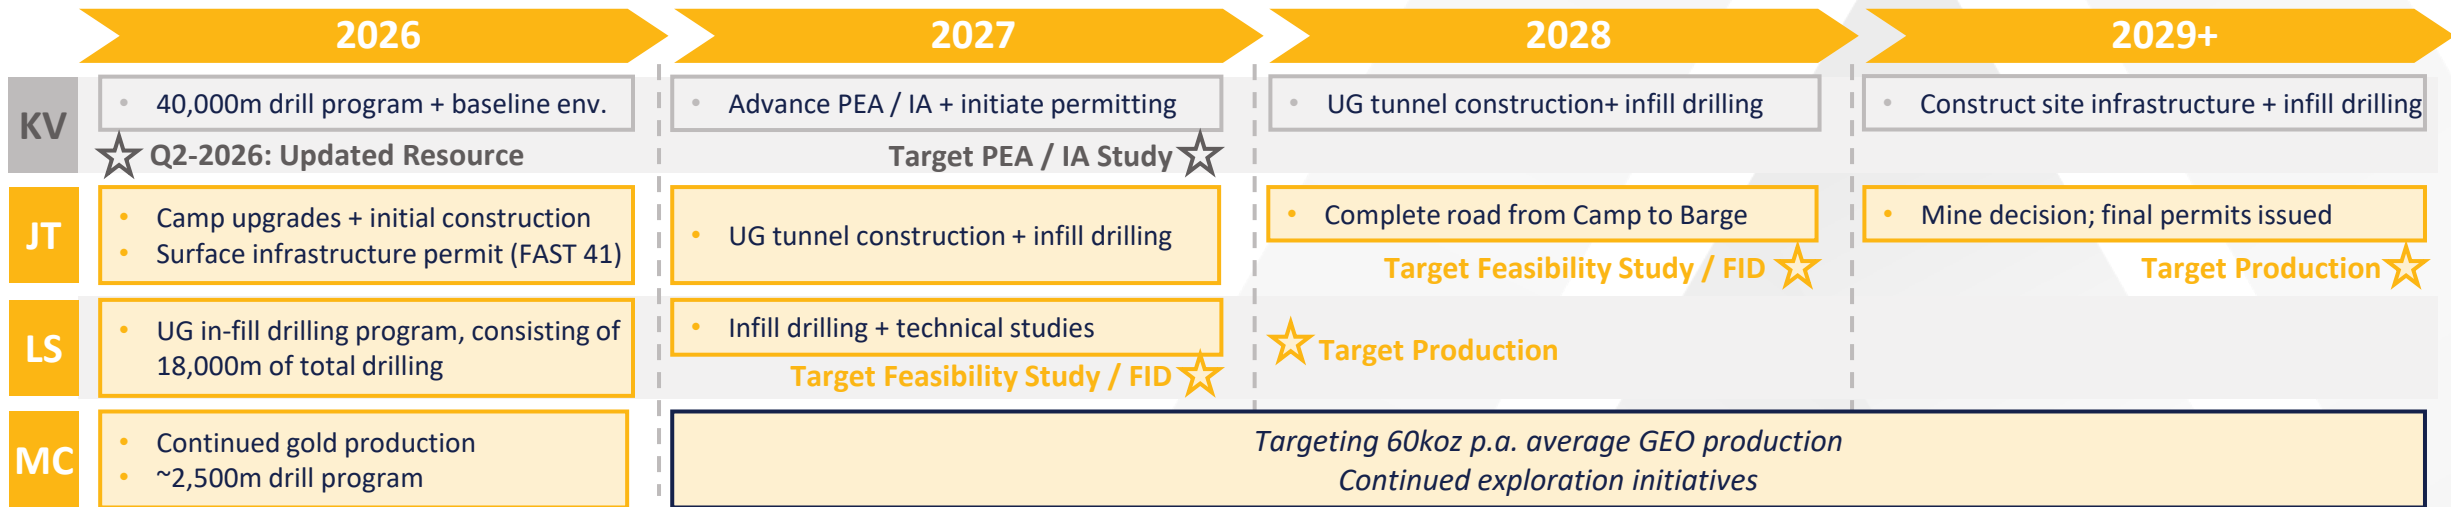 2026
2027
2028
2029+
KV
• 40,000m drill program + baseline env.
Q2-2026: Updated Resource
• Advance PEA / IA + initiate permitting
Target PEA / IA Study
• UG tunnel construction+ infill drilling
• Construct site infrastructure + infill drilling
JT
• Camp upgrades + initial construction
• Surface infrastructure permit (FAST 41)
• UG tunnel construction + infill drilling
• Complete road from Camp to Barge
Target Feasibility Study / FID
• Mine decision; final permits issued
Target Production
LS
• UG in-fill drilling program, consisting of
18,000m of total drilling
• Infill drilling + technical studies
Target Feasibility Study / FID
Target Production
MC
• Continued gold production
• ~2,500m drill program
Targeting 60koz p.a. average GEO production
Continued exploration initiatives